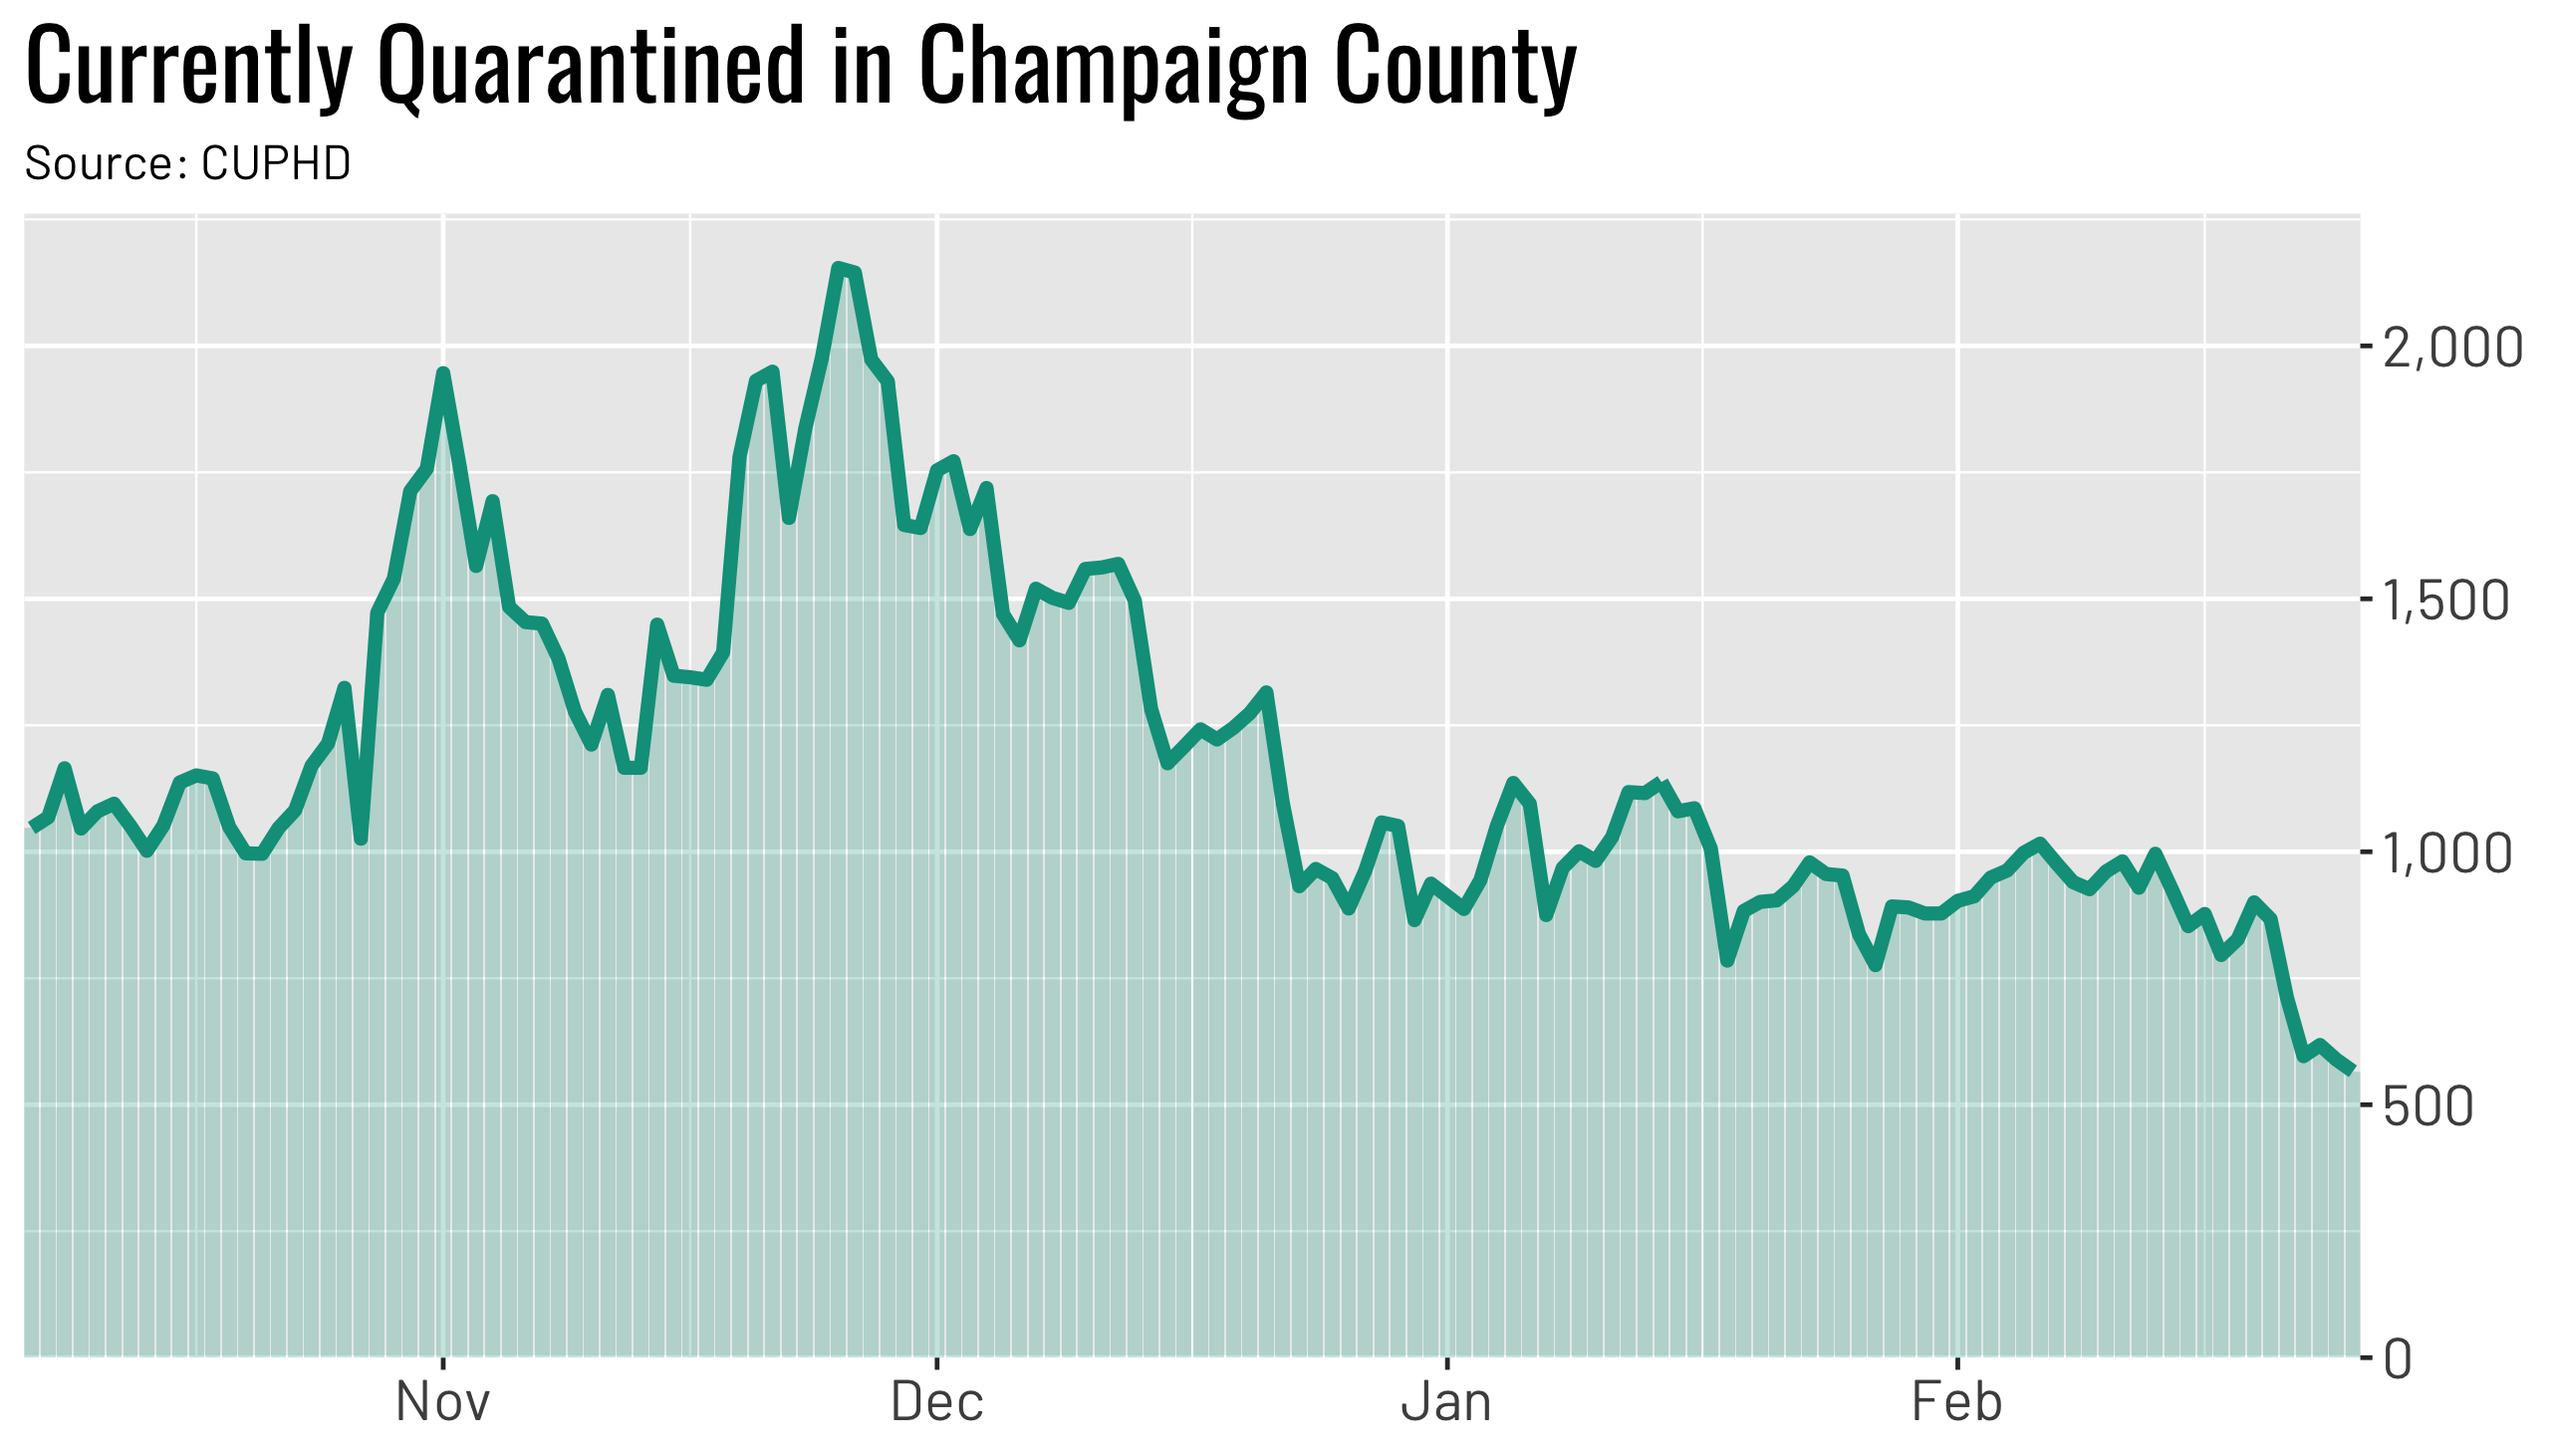 Currently Quarantined in Champaign County
Source: CUPHD
2,000
1,500
1,000
500
0
Nov Dec Jan Feb